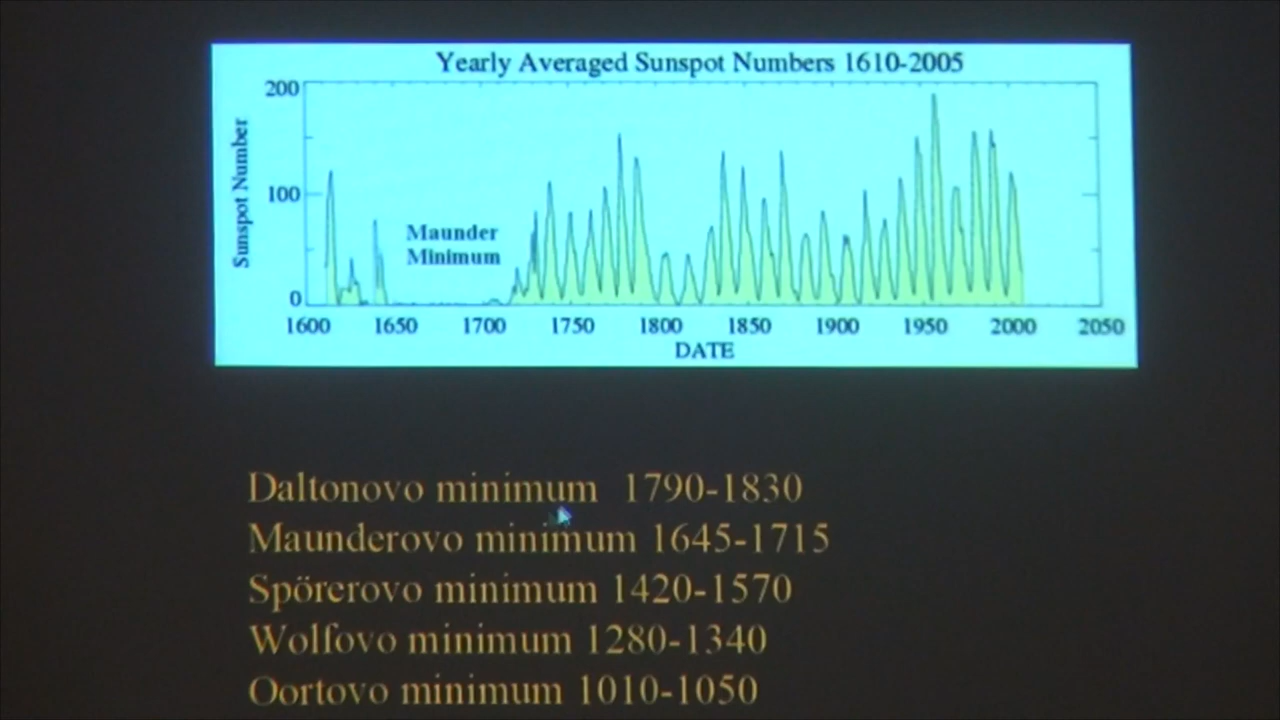 Yearly Averaged Sunspot Numbers 1610-2005
200
100
0
Sunspot Number
Maunder
Minimum
1600 1650 1700 1750 1800 1850 1900 1950 2000 2050
DATE
Daltonovo minimum 1790-1830
Maunderovo minimum 1645-1715
Spörerovo minimum 1420-1570
Wolfovo minimum 1280-1340
Oortovo minimum 1010-1050